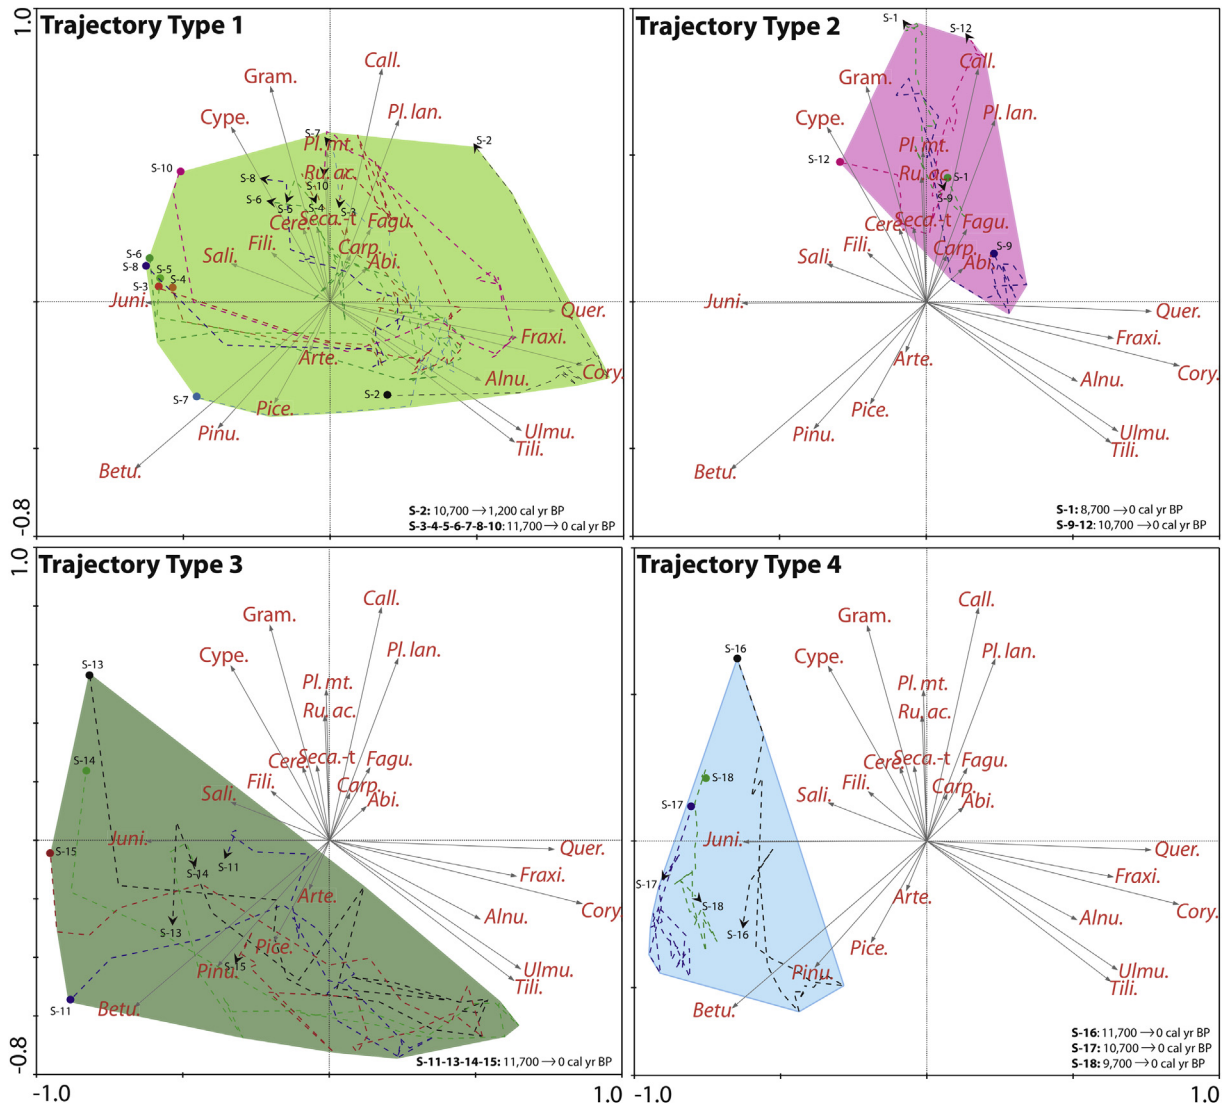 1.0
Trajectory Type 1
Call.
Gram.
Pl. lan.
Cype.
S-7
S-2
Pl. mt.
S-10
Ru. ac.
S-8
S-10
S-6
S-5
S-4
S-3
Cere.
Seca.-t
Fagu.
Fili.
Carp.
Sali.
Abi.
S-6
S-8
S-5
S-4
S-3
Juni.
Quer.
Fraxi.
Arte.
Cory.
Alnu.
S-7
S-2
Pice.
Pinu.
Ulmu.
Tili.
Betu.
S-2: 10,700 → 1,200 cal yr BP
S-3-4-5-6-7-8-10: 11,700 → 0 cal yr BP
-0.8
Trajectory Type 2
S-1
S-12
Call.
Gram.
Pl. lan.
Cype.
Pl. mt.
S-12
Ru. ac.
S-1
S-9
Cere.
Seca.-t
Fagu.
Fili.
Carp.
S-9
Sali.
Abi.
Juni.
Quer.
Fraxi.
Arte.
Cory.
Alnu.
Pice.
Pinu.
Ulmu.
Tili.
Betu.
S-1: 8,700 → 0 cal yr BP
S-9-12: 10,700 → 0 cal yr BP
1.0
Trajectory Type 3
Call.
Gram.
Pl. lan.
Cype.
S-13
Pl. mt.
Ru. ac.
S-14
Cere.
Seca.-t
Fagu.
Fili.
Carp.
Sali.
Abi.
Juni.
Quer.
S-15
S-11
S-14
Fraxi.
Arte.
Cory.
Alnu.
S-13
Pice.
S-15
Pinu.
Ulmu.
Tili.
Betu.
S-11
S-11-13-14-15: 11,700 → 0 cal yr BP
-0.8
-1.0
1.0
Trajectory Type 4
Call.
Gram.
Pl. lan.
S-16
Cype.
Pl. mt.
Ru. ac.
Cere.
Seca.-t
Fagu.
S-18
Fili.
Carp.
Sali.
Abi.
S-17
Juni.
Quer.
Fraxi.
S-17
Arte.
S-18
Cory.
Alnu.
S-16
Pice.
Pinu.
Ulmu.
Tili.
Betu.
S-16: 11,700 → 0 cal yr BP
S-17: 10,700 → 0 cal yr BP
S-18: 9,700 → 0 cal yr BP
-1.0
1.0